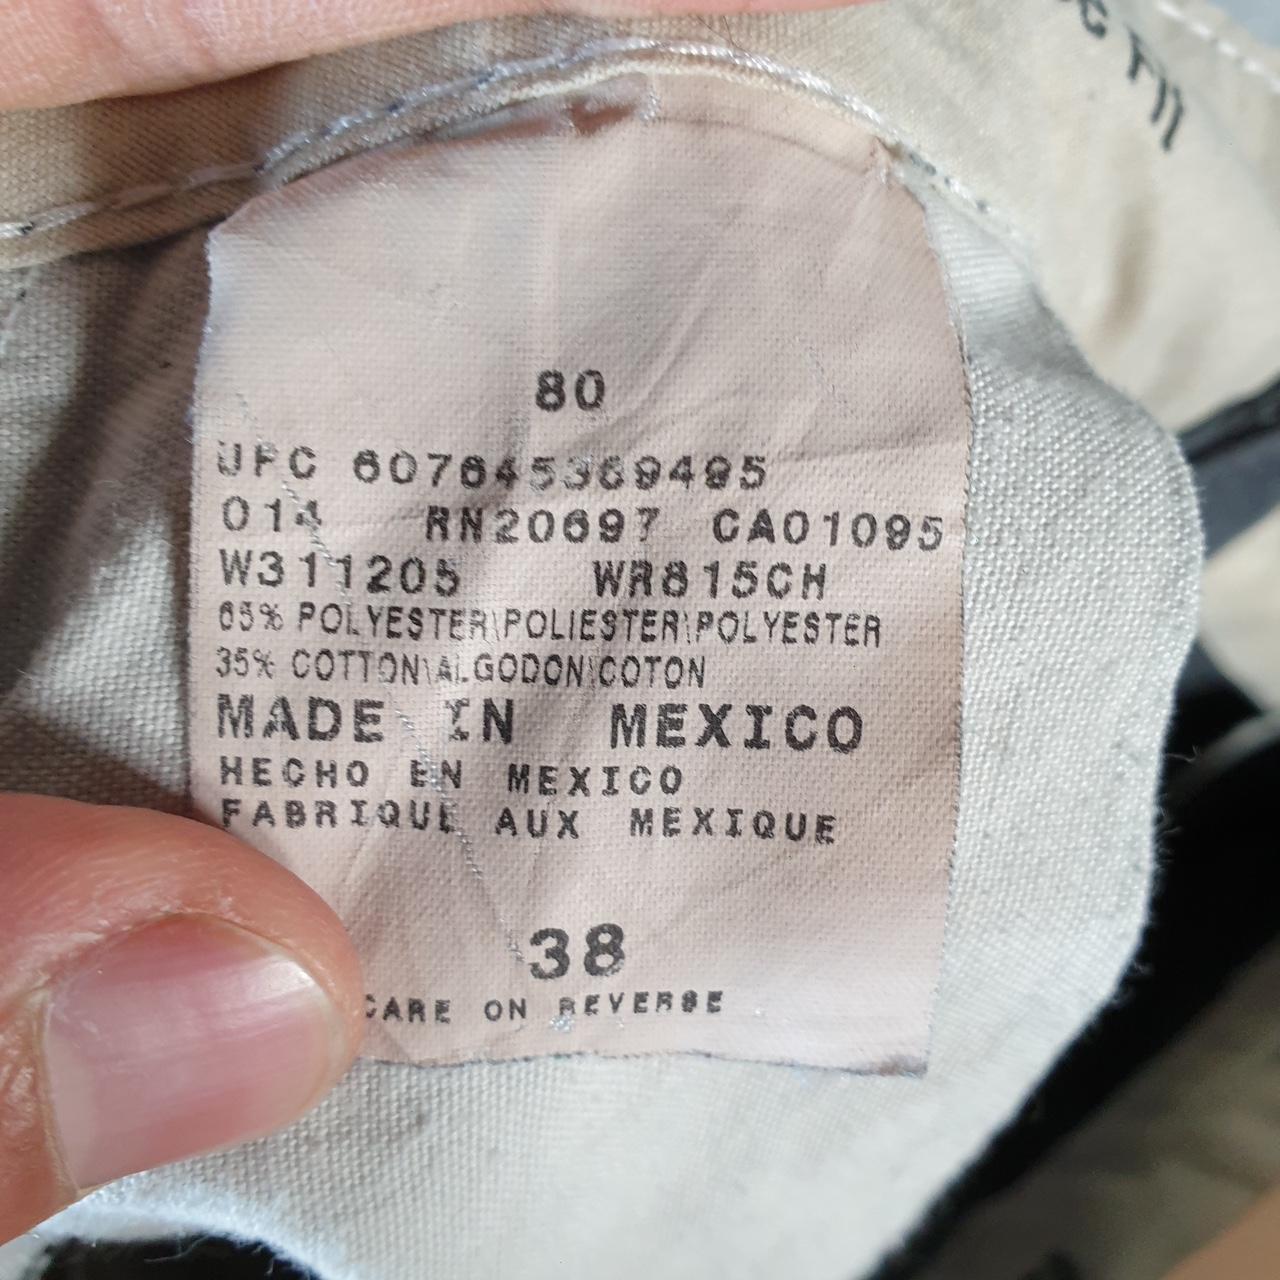 80
UPC 607645369495
014 RN20697 CA01095
W311205 WR815CH
65% POLYESTER\POLIESTER\POLYESTER
35% COTTON\ALGODON\COTON
MADE IN MEXICO
HECHO EN MEXICO
FABRIQUE AUX MEXIQUE
38
CARE ON REVERSE